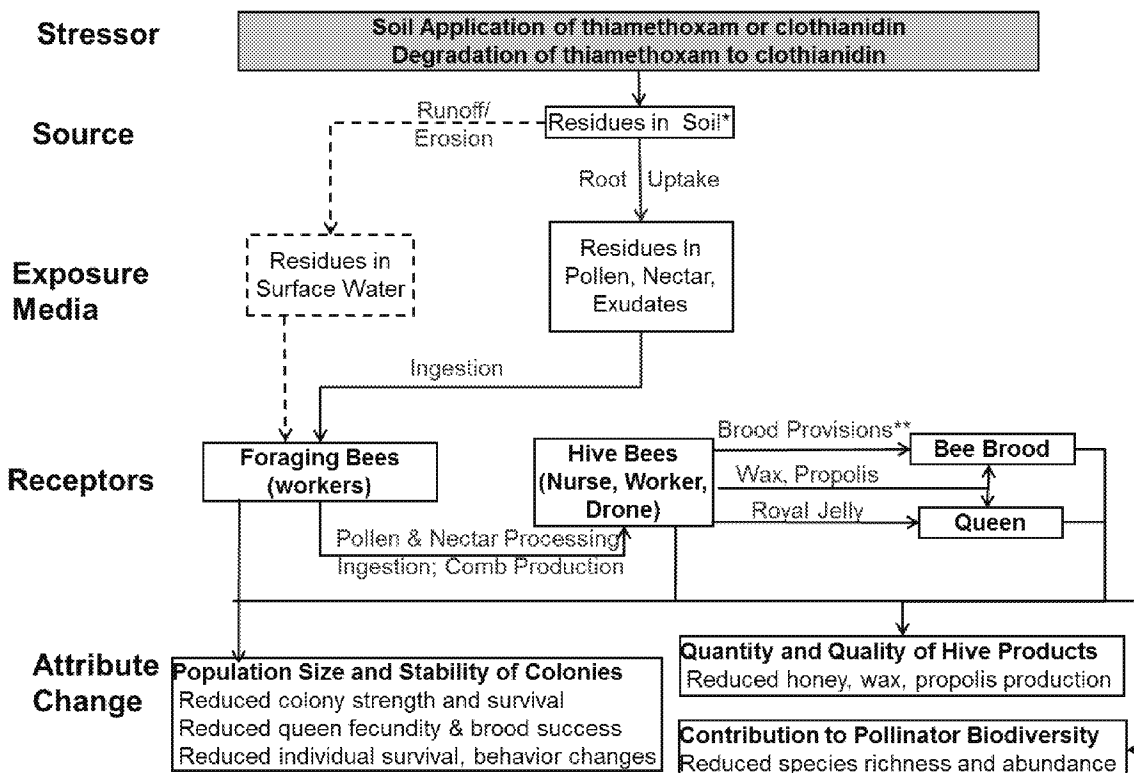 Stressor
Soil Application of thiamethoxam or clothianidin
Degradation of thiamethoxam to clothianidin
Source
Runoff/
Erosion
Residues in Soil*
Root Uptake
Exposure
Media
Residues in
Surface Water
Residues In
Pollen, Nectar,
Exudates
Ingestion
Receptors
Foraging Bees
(workers)
Hive Bees
(Nurse, Worker,
Drone)
Brood Provisions**
Bee Brood
Wax, Propolis
Royal Jelly
Queen
Pollen & Nectar Processing
Ingestion; Comb Production
Attribute
Change
Population Size and Stability of Colonies
Reduced colony strength and survival
Reduced queen fecundity & brood success
Reduced individual survival, behavior changes
Quantity and Quality of Hive Products
Reduced honey, wax, propolis production
Contribution to Pollinator Biodiversity
Reduced species richness and abundance